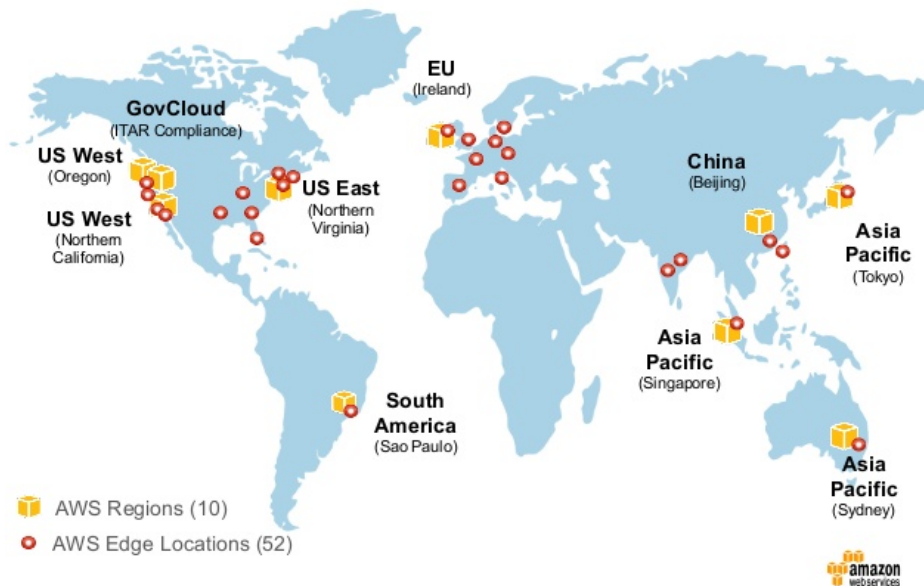 EU
(Ireland)
GovCloud
(ITAR Compliance)
US West
(Oregon)
US West
(Northern
California)
US East
(Northern
Virginia)
China
(Beijing)
Asia
Pacific
(Tokyo)
Asia
Pacific
(Singapore)
South
America
(Sao Paulo)
Asia
Pacific
(Sydney)
AWS Regions (10)
AWS Edge Locations (52)
amazon
webservices